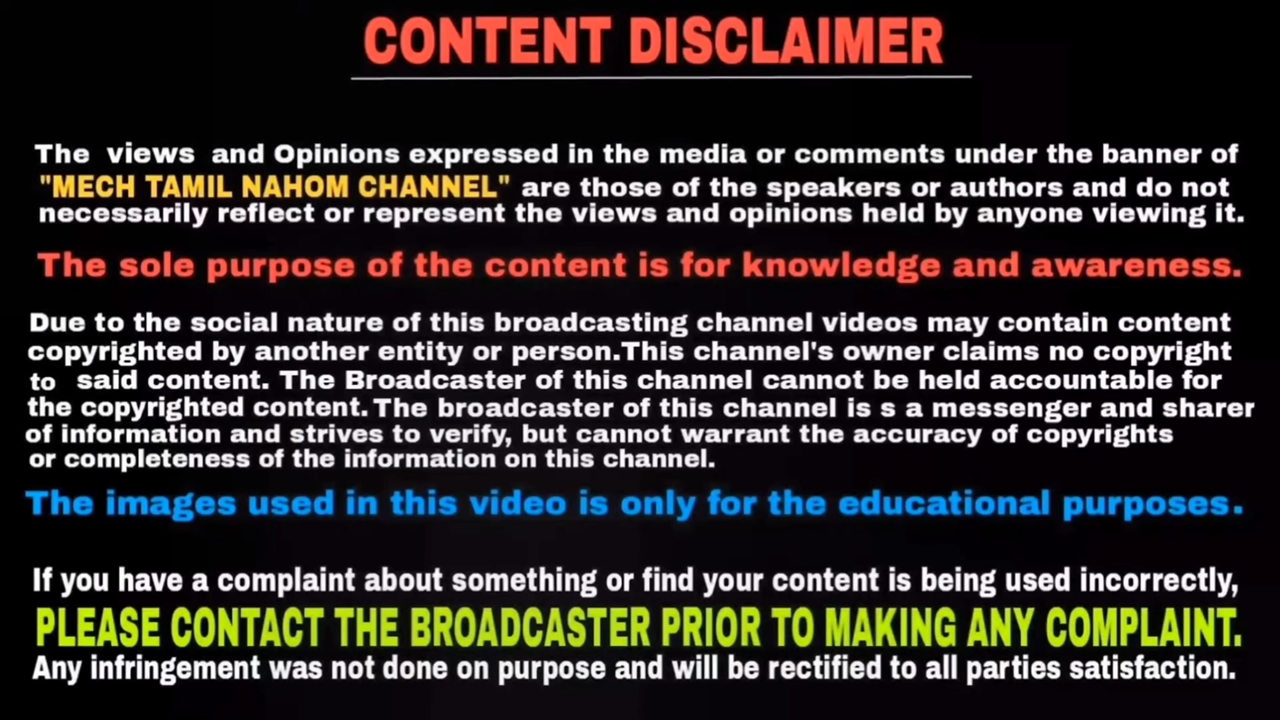 CONTENT DISCLAIMER
The views and Opinions expressed in the media or comments under the banner of
"MECH TAMIL NAHOM CHANNEL" are those of the speakers or authors and do not
necessarily reflect or represent the views and opinions held by anyone viewing it.
The sole purpose of the content is for knowledge and awareness.
Due to the social nature of this broadcasting channel videos may contain content
copyrighted by another entity or person.This channel's owner claims no copyright
to said content. The Broadcaster of this channel cannot be held accountable for
the copyrighted content. The broadcaster of this channel is s a messenger and sharer
of information and strives to verify, but cannot warrant the accuracy of copyrights
or completeness of the information on this channel.
The images used in this video is only for the educational purposes.
If you have a complaint about something or find your content is being used incorrectly,
PLEASE CONTACT THE BROADCASTER PRIOR TO MAKING ANY COMPLAINT.
Any infringement was not done on purpose and will be rectified to all parties satisfaction.